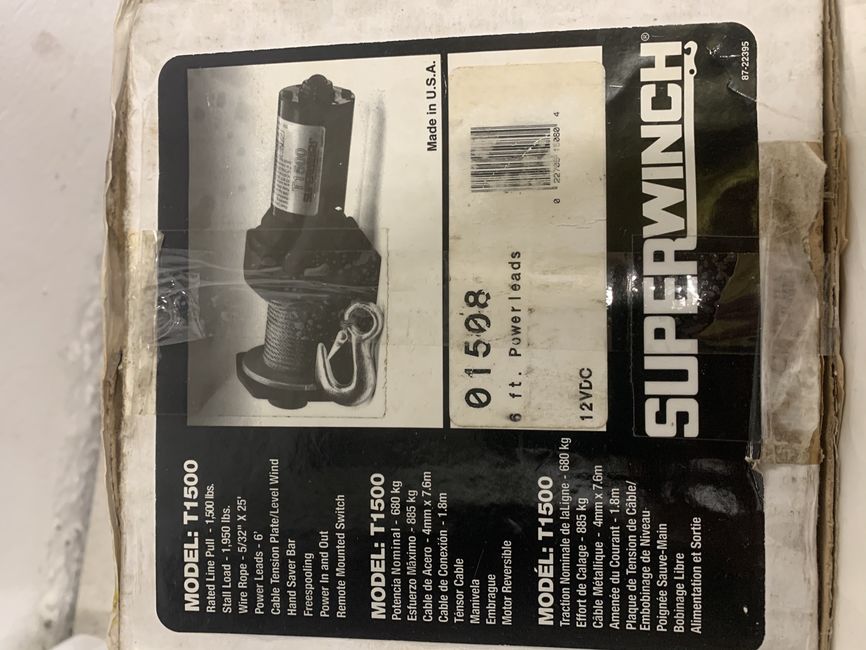 SUPERWINCH®
87-22395
Made in U.S.A.
T1500
01508
6 ft. Powerleads
12VDC
MODEL: T1500
Rated Line Pull - 1,500 lbs.
Stall Load - 1,950 lbs.
Wire Rope - 5/32" X 25'
Power Leads - 6'
Cable Tension Plate/Level Wind
Hand Saver Bar
Freespooling
Power In and Out
Remote Mounted Switch
MODEL: T1500
Potencia Nominal - 680 kg
Esfuerzo Máximo - 885 kg
Cable de Acero - 4mm x 7.6m
Cable de Conexión - 1.8m
Ténsor Cable
Manivela
Embrague
Motor Reversible
MODÉL: T1500
Traction Nominale de laLigne - 680 kg
Effort de Calage - 885 kg
Câble Métallique - 4mm x 7.6m
Amenée du Courant - 1.8m
Plaque de Tension de Câble/
Embobinage de Niveau
Poignée Sauve-Main
Bobinage Libre
Alimentation et Sortie